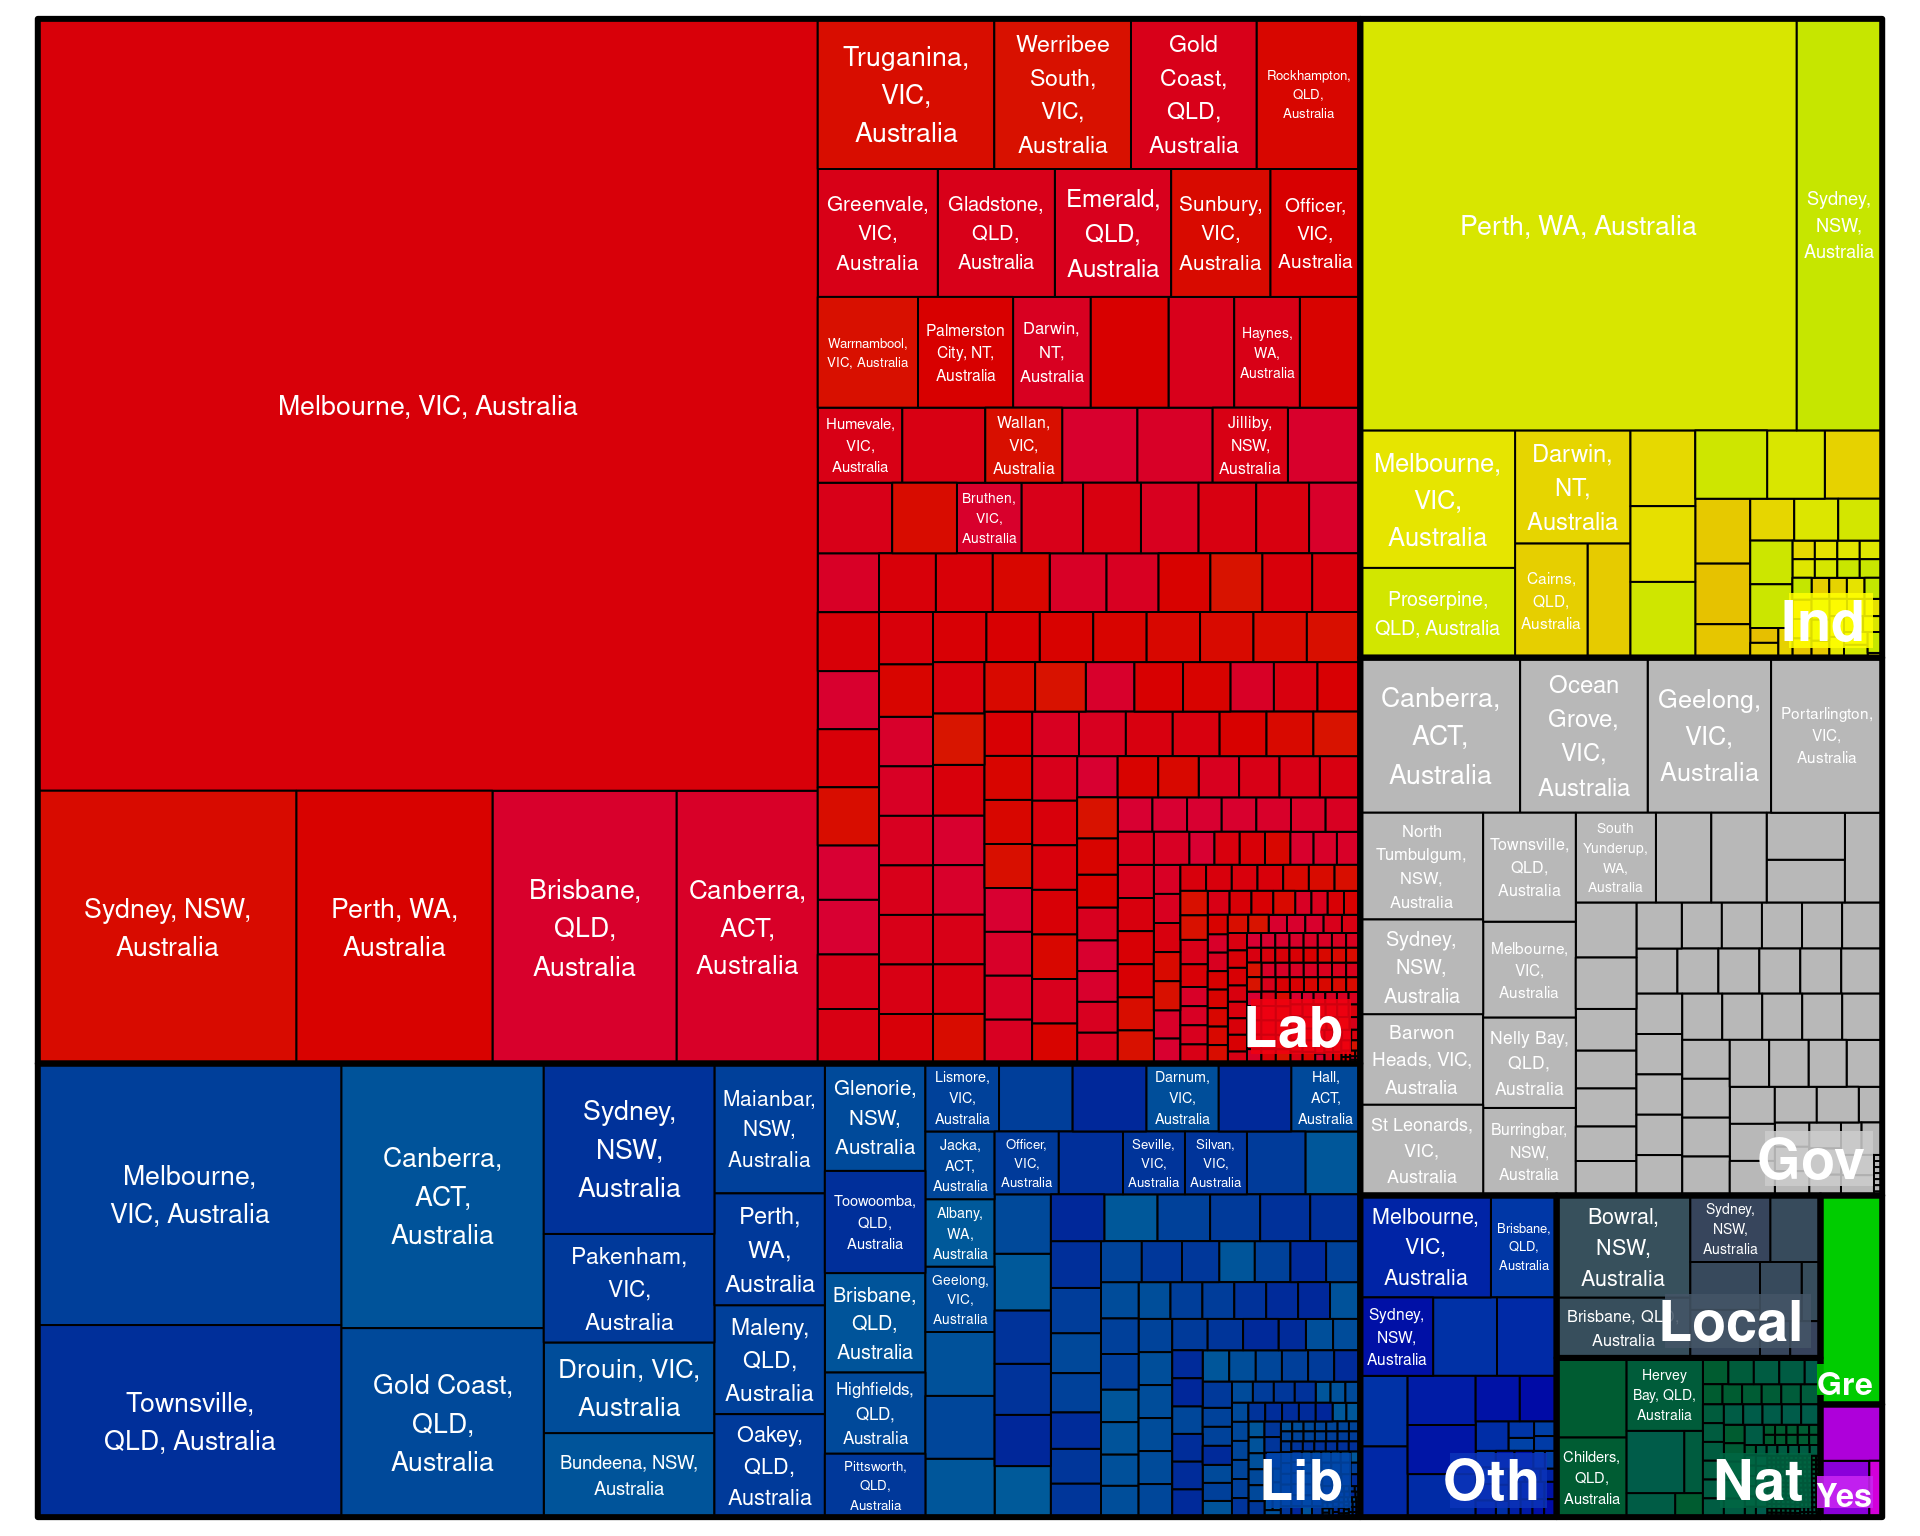 Melbourne, VIC, Australia
Sydney, NSW,
Australia
Perth, WA,
Australia
Brisbane,
QLD,
Australia
Canberra,
ACT,
Australia
Truganina,
VIC,
Australia
Werribee
South,
VIC,
Australia
Gold
Coast,
QLD,
Australia
Rockhampton,
QLD,
Australia
Greenvale,
VIC,
Australia
Gladstone,
QLD,
Australia
Emerald,
QLD,
Australia
Sunbury,
VIC,
Australia
Officer,
VIC,
Australia
Warrnambool,
VIC, Australia
Palmerston
City, NT,
Australia
Darwin,
NT,
Australia
Haynes,
WA,
Australia
Humevale,
VIC,
Australia
Wallan,
VIC,
Australia
Jilliby,
NSW,
Australia
Bruthen,
VIC,
Australia
Lab
Perth, WA, Australia
Sydney,
NSW,
Australia
Melbourne,
VIC,
Australia
Darwin,
NT,
Australia
Proserpine,
QLD, Australia
Cairns,
QLD,
Australia
Ind
Canberra,
ACT,
Australia
Ocean
Grove,
VIC,
Australia
Geelong,
VIC,
Australia
Portarlington,
VIC,
Australia
North
Tumbulgum,
NSW,
Australia
Townsville,
QLD,
Australia
South
Yunderup,
WA,
Australia
Sydney,
NSW,
Australia
Melbourne,
VIC,
Australia
Barwon
Heads, VIC,
Australia
Nelly Bay,
QLD,
Australia
St Leonards,
VIC,
Australia
Burringbar,
NSW,
Australia
Gov
Melbourne,
VIC, Australia
Townsville,
QLD, Australia
Canberra,
ACT,
Australia
Gold Coast,
QLD,
Australia
Sydney,
NSW,
Australia
Pakenham,
VIC,
Australia
Drouin, VIC,
Australia
Bundeena, NSW,
Australia
Maianbar,
NSW,
Australia
Perth,
WA,
Australia
Maleny,
QLD,
Australia
Oakey,
QLD,
Australia
Glenorie,
NSW,
Australia
Toowoomba,
QLD,
Australia
Brisbane,
QLD,
Australia
Highfields,
QLD,
Australia
Pittsworth,
QLD,
Australia
Lismore,
VIC,
Australia
Darnum,
VIC,
Australia
Hall,
ACT,
Australia
Jacka,
ACT,
Australia
Officer,
VIC,
Australia
Seville,
VIC,
Australia
Silvan,
VIC,
Australia
Albany,
WA,
Australia
Geelong,
VIC,
Australia
Lib
Melbourne,
VIC,
Australia
Brisbane,
QLD,
Australia
Sydney,
NSW,
Australia
Oth
Bowral,
NSW,
Australia
Sydney,
NSW,
Australia
Brisbane, QLD,
Australia
Local
Hervey
Bay, QLD,
Australia
Childers,
QLD,
Australia
Nat
Gre
Yes